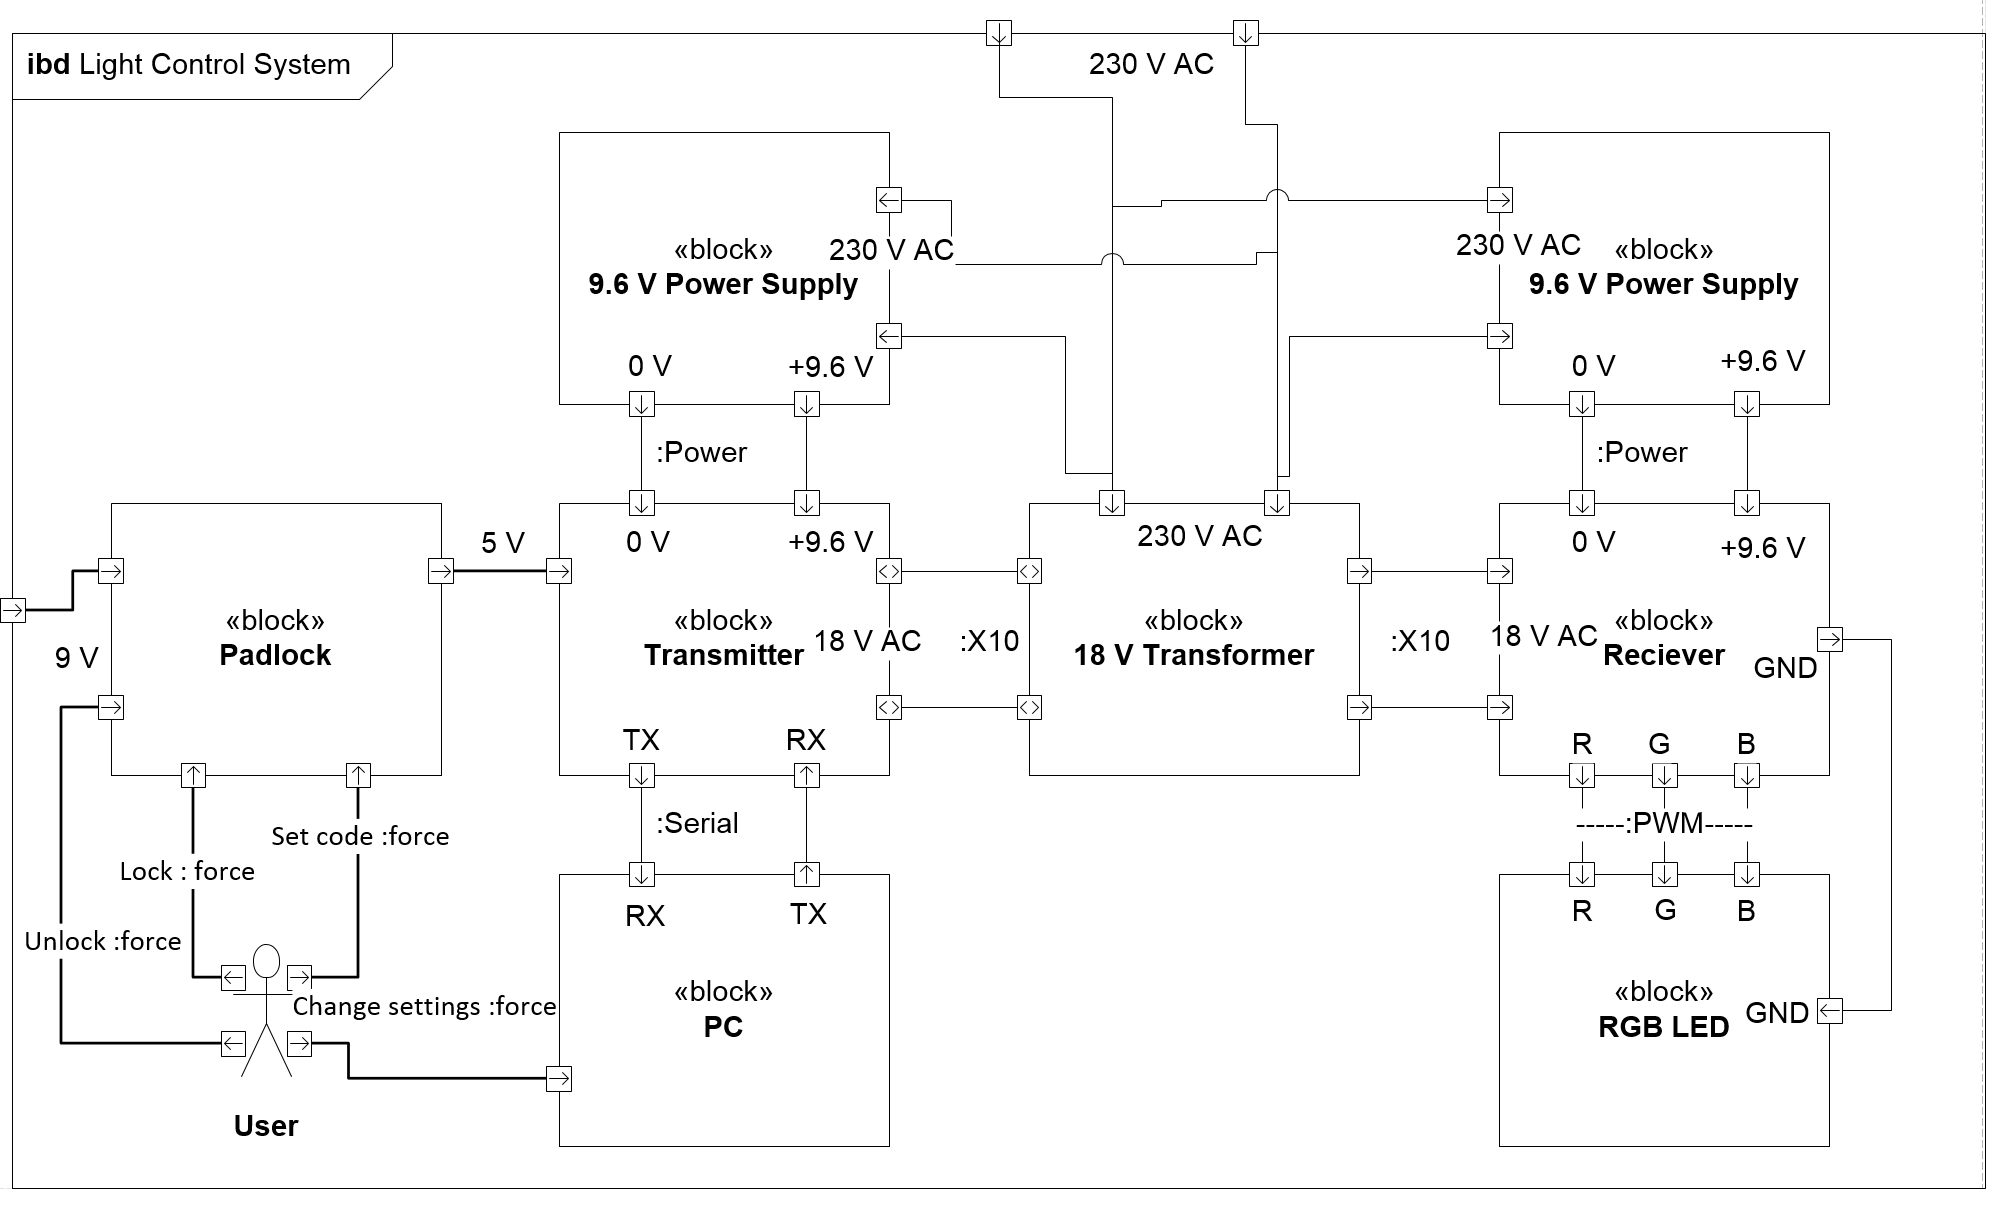 ibd Light Control System
230 V AC
«block»
9.6 V Power Supply
230 V AC
0 V
+9.6 V
230 V AC
«block»
9.6 V Power Supply
0 V
+9.6 V
:Power
:Power
9 V
«block»
Padlock
5 V
0 V
+9.6 V
«block»
Transmitter
18 V AC
TX
RX
:X10
230 V AC
«block»
18 V Transformer
:X10
0 V
+9.6 V
18 V AC
«block»
Reciever
GND
R
G
B
Set code :force
Lock : force
Unlock :force
Change settings :force
User
:Serial
RX
TX
«block»
PC
-----:PWM-----
R
G
B
«block»
RGB LED
GND